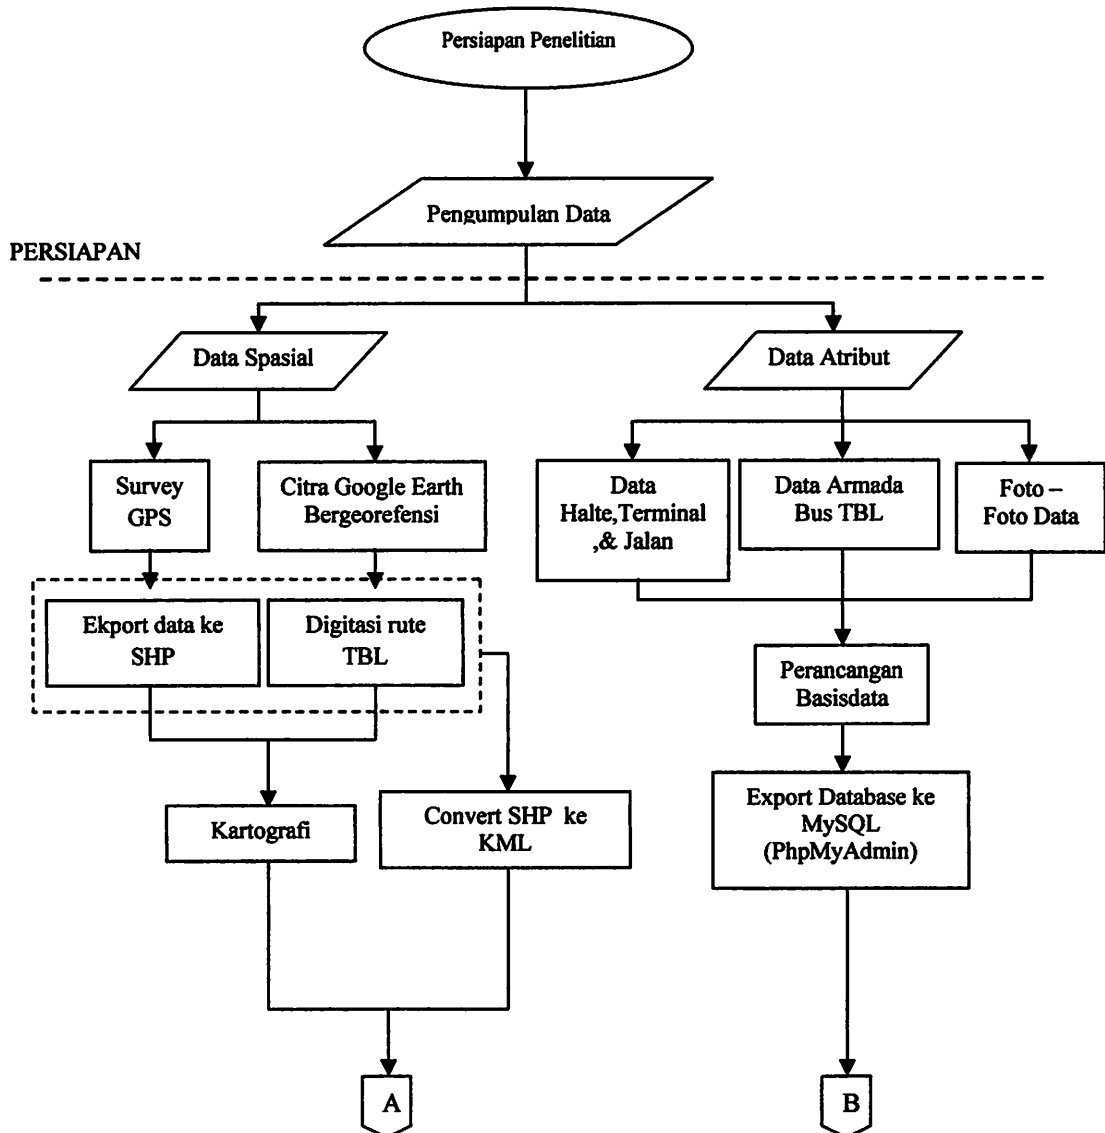 Persiapan Penelitian
Pengumpulan Data
PERSIAPAN
Data Spasial
Data Atribut
Survey
GPS
Citra Google Earth
Bergeorefensi
Data
Halte,Terminal
,& Jalan
Data Armada
Bus TBL
Foto –
Foto Data
Ekport data ke
SHP
Digitasi rute
TBL
Perancangan
Basisdata
Kartografi
Convert SHP ke
KML
Export Database ke
MySQL
(PhpMyAdmin)
A
B